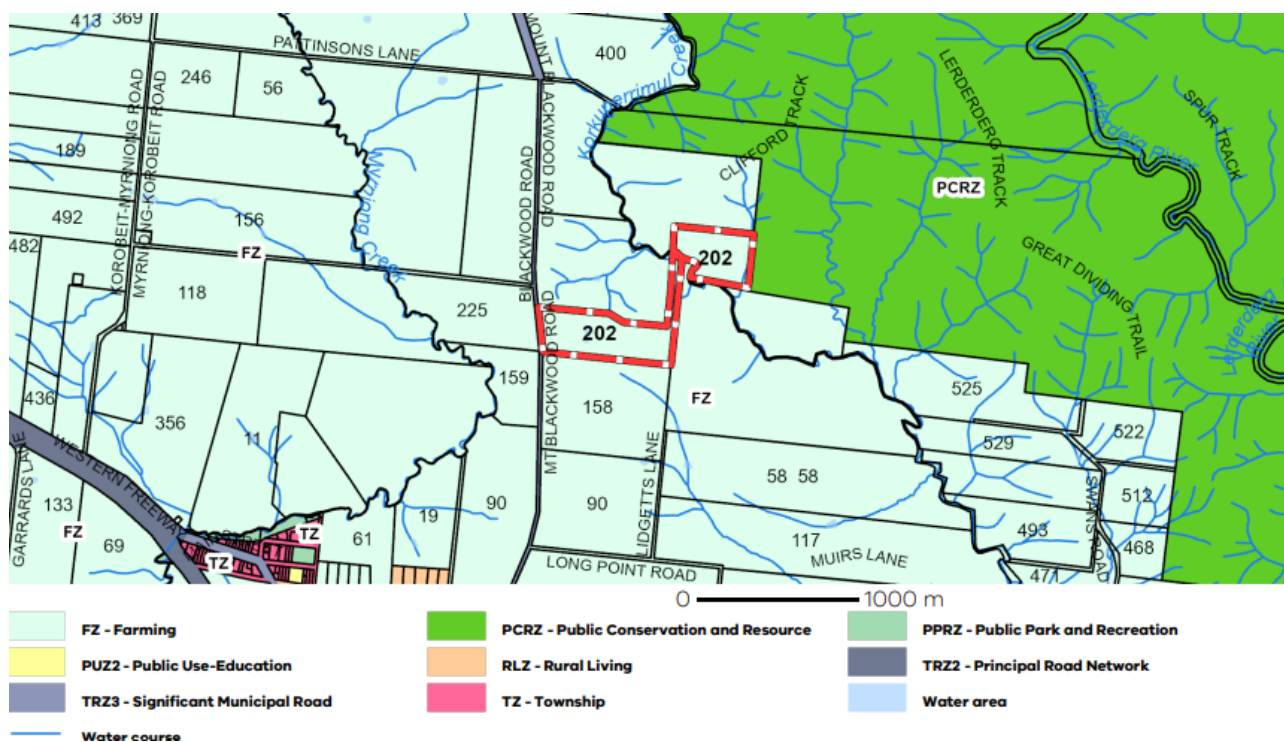 413
369
PATTINSONS LANE
MOUNT BLACKWOOD ROAD
400
Korkuperrimul Creek
CLIFFORD TRACK
LERDERDERG TRACK
Lerderderg River
SPUR TRACK
246
56
189
KOROBEIT-MYRNIONG ROAD
MYRNIONG-KOROBEIT ROAD
Myrniong Creek
BLACKWOOD ROAD
PCRZ
492
156
482
FZ
202
GREAT DIVIDING TRAIL
118
225
202
MT BLACKWOOD ROAD
Lerderderg River
159
436
356
11
158
FZ
525
522
WESTERN FREEWAY
529
GARRARDS LANE
133
FZ
69
TZ
TZ
61
19
90
90
LIDGETTS LANE
58 58
117
MUIRS LANE
SWANS ROAD
512
493
468
471
LONG POINT ROAD
0
1000 m
FZ - Farming
PCRZ - Public Conservation and Resource
PPRZ - Public Park and Recreation
PUZ2 - Public Use-Education
RLZ - Rural Living
TRZ2 - Principal Road Network
TRZ3 - Significant Municipal Road
TZ - Township
Water area
Water course